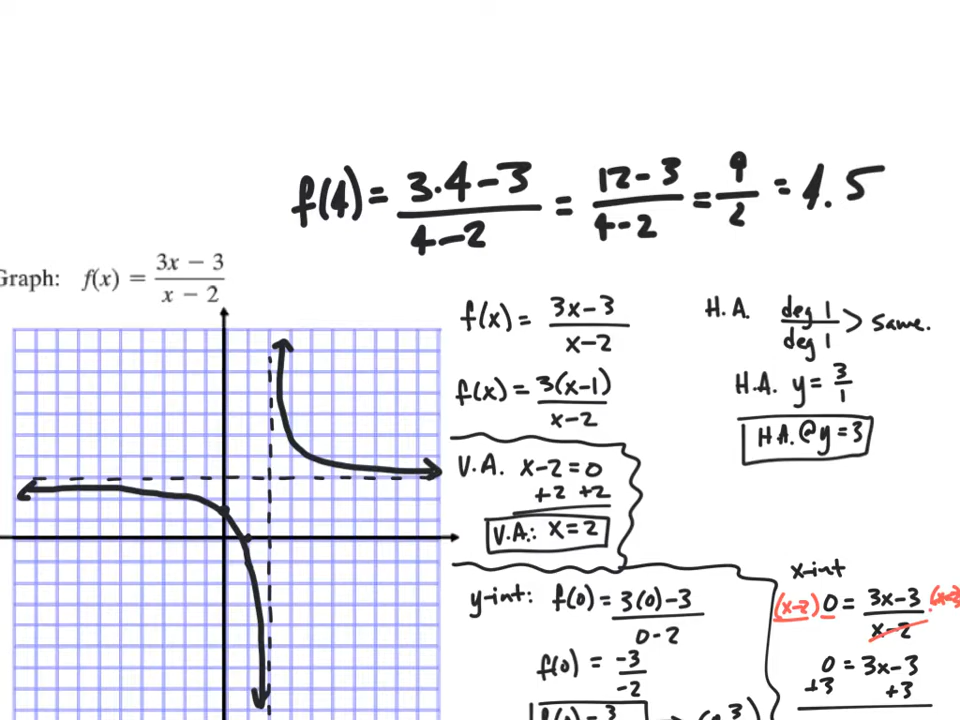 f(4) = 3·4-3 / 4-2 = 12-3 / 4-2 = 9/2 = 4.5
Graph: f(x) = 3x - 3 / x - 2
f(x) = 3x-3 / x-2
f(x) = 3(x-1) / x-2
V.A. x-2=0
+2 +2
V.A.: x=2
H.A. deg 1 / deg 1 > same.
H.A. y = 3/1
H.A. @ y = 3
y-int: f(0) = 3(0)-3 / 0-2
f(0) = -3 / -2
x-int
(x-2) 0 = 3x-3 / x-2
0 = 3x-3
+3 +3